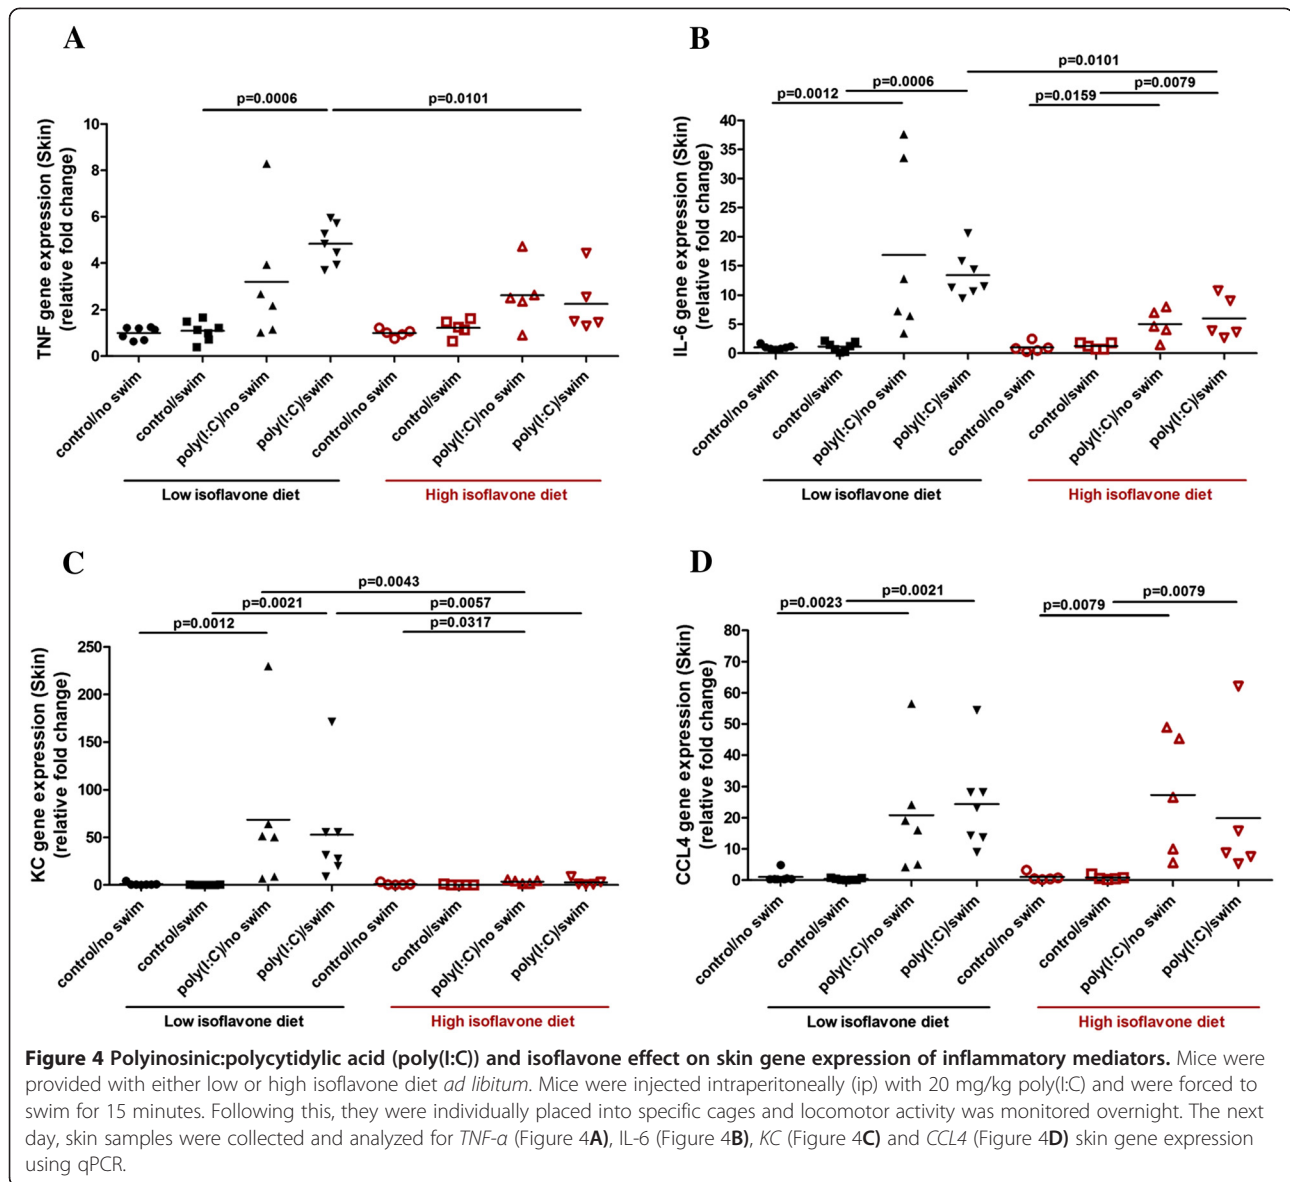 A
p=0.0006
p=0.0101
TNF gene expression (Skin)
(relative fold change)
10
8
6
4
2
0
control/no swim
control/swim
poly(I:C)/no swim
poly(I:C)/swim
control/no swim
control/swim
poly(I:C)/no swim
poly(I:C)/swim
Low isoflavone diet
High isoflavone diet
B
p=0.0101
p=0.0006
p=0.0079
p=0.0012
p=0.0159
IL-6 gene expression (Skin)
(relative fold change)
40
35
30
25
20
15
10
5
0
control/no swim
control/swim
poly(I:C)/no swim
poly(I:C)/swim
control/no swim
control/swim
poly(I:C)/no swim
poly(I:C)/swim
Low isoflavone diet
High isoflavone diet
C
p=0.0043
p=0.0021
p=0.0057
p=0.0012
p=0.0317
KC gene expression (Skin)
(relative fold change)
250
200
150
100
50
0
control/no swim
control/swim
poly(I:C)/no swim
poly(I:C)/swim
control/no swim
control/swim
poly(I:C)/no swim
poly(I:C)/swim
Low isoflavone diet
High isoflavone diet
D
p=0.0021
p=0.0079
p=0.0023
p=0.0079
CCL4 gene expression (Skin)
(relative fold change)
80
70
60
50
40
30
20
10
0
control/no swim
control/swim
poly(I:C)/no swim
poly(I:C)/swim
control/no swim
control/swim
poly(I:C)/no swim
poly(I:C)/swim
Low isoflavone diet
High isoflavone diet
Figure 4 Polyinosinic:polycytidylic acid (poly(I:C)) and isoflavone effect on skin gene expression of inflammatory mediators. Mice were
provided with either low or high isoflavone diet ad libitum. Mice were injected intraperitoneally (ip) with 20 mg/kg poly(I:C) and were forced to
swim for 15 minutes. Following this, they were individually placed into specific cages and locomotor activity was monitored overnight. The next
day, skin samples were collected and analyzed for TNF-α (Figure 4A), IL-6 (Figure 4B), KC (Figure 4C) and CCL4 (Figure 4D) skin gene expression
using qPCR.